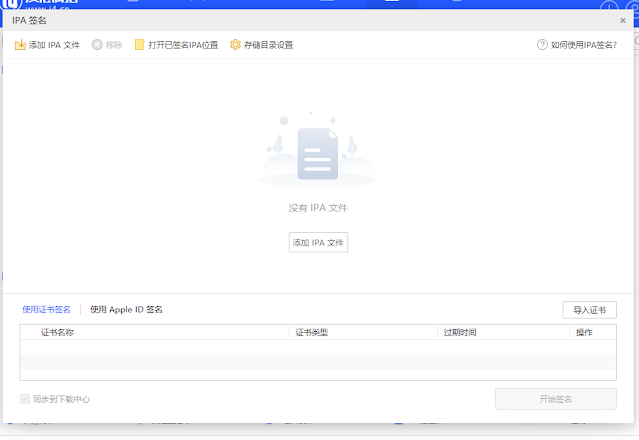 www.i4.cn
IPA 签名
添加 IPA 文件 移除 打开已签名IPA位置 存储目录设置 如何使用IPA签名?
没有 IPA 文件
添加 IPA 文件
使用证书签名 使用 Apple ID 签名 导入证书
证书名称 证书类型 过期时间 操作
同步到下载中心 开始签名